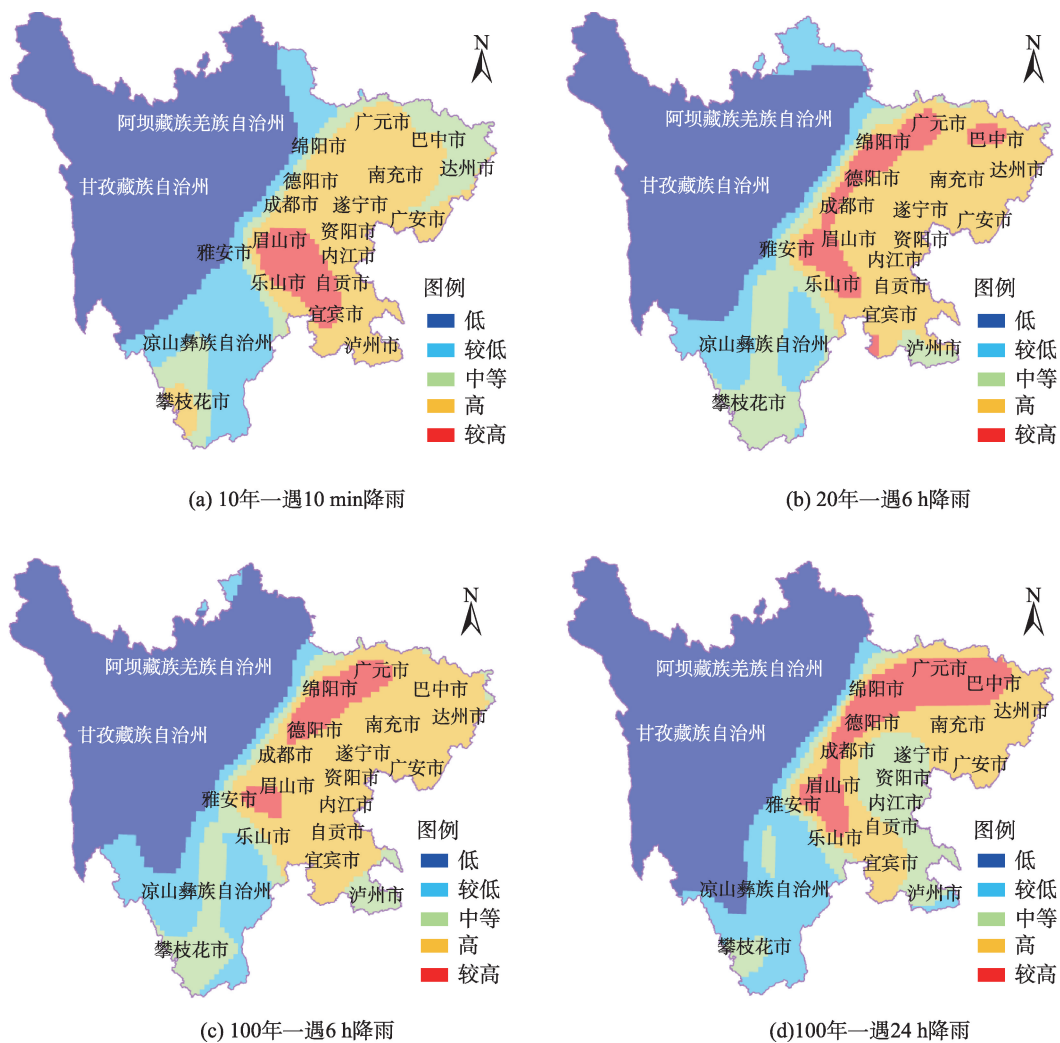 N
阿坝藏族羌族自治州
广元市
绵阳市
巴中市
达州市
甘孜藏族自治州
德阳市
南充市
成都市
遂宁市
广安市
雅安市
眉山市
资阳市
内江市
乐山市
自贡市
宜宾市
凉山彝族自治州
泸州市
攀枝花市
图例
低
较低
中等
高
较高
(a) 10年一遇10 min降雨
N
阿坝藏族羌族自治州
广元市
绵阳市
巴中市
达州市
甘孜藏族自治州
德阳市
南充市
成都市
遂宁市
广安市
雅安市
眉山市
资阳市
内江市
乐山市
自贡市
宜宾市
凉山彝族自治州
泸州市
攀枝花市
图例
低
较低
中等
高
较高
(b) 20年一遇6 h降雨
N
阿坝藏族羌族自治州
广元市
绵阳市
巴中市
达州市
甘孜藏族自治州
德阳市
南充市
成都市
遂宁市
广安市
雅安市
眉山市
资阳市
内江市
乐山市
自贡市
宜宾市
凉山彝族自治州
泸州市
攀枝花市
图例
低
较低
中等
高
较高
(c) 100年一遇6 h降雨
N
阿坝藏族羌族自治州
广元市
绵阳市
巴中市
达州市
甘孜藏族自治州
德阳市
南充市
成都市
遂宁市
广安市
眉山市
资阳市
雅安市
内江市
乐山市
自贡市
宜宾市
凉山彝族自治州
泸州市
攀枝花市
图例
低
较低
中等
高
较高
(d)100年一遇24 h降雨